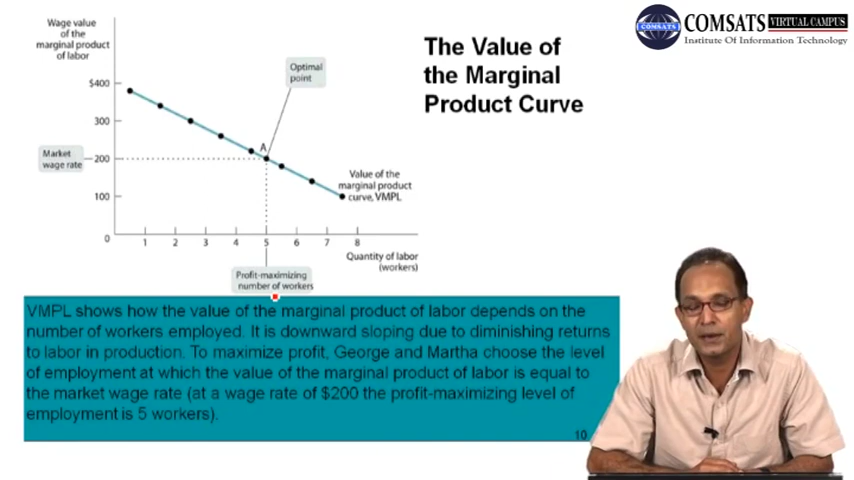 Wage value
of the
marginal product
of labor
$400
300
200
100
0
Market
wage rate
A
Optimal
point
Value of the
marginal product
curve, VMPL
1 2 3 4 5 6 7 8
Quantity of labor
(workers)
Profit-maximizing
number of workers
The Value of
the Marginal
Product Curve
COMSATS
COMSATS VIRTUAL CAMPUS
Institute Of Information Technology
VMPL shows how the value of the marginal product of labor depends on the
number of workers employed. It is downward sloping due to diminishing returns
to labor in production. To maximize profit, George and Martha choose the level
of employment at which the value of the marginal product of labor is equal to
the market wage rate (at a wage rate of $200 the profit-maximizing level of
employment is 5 workers).
10